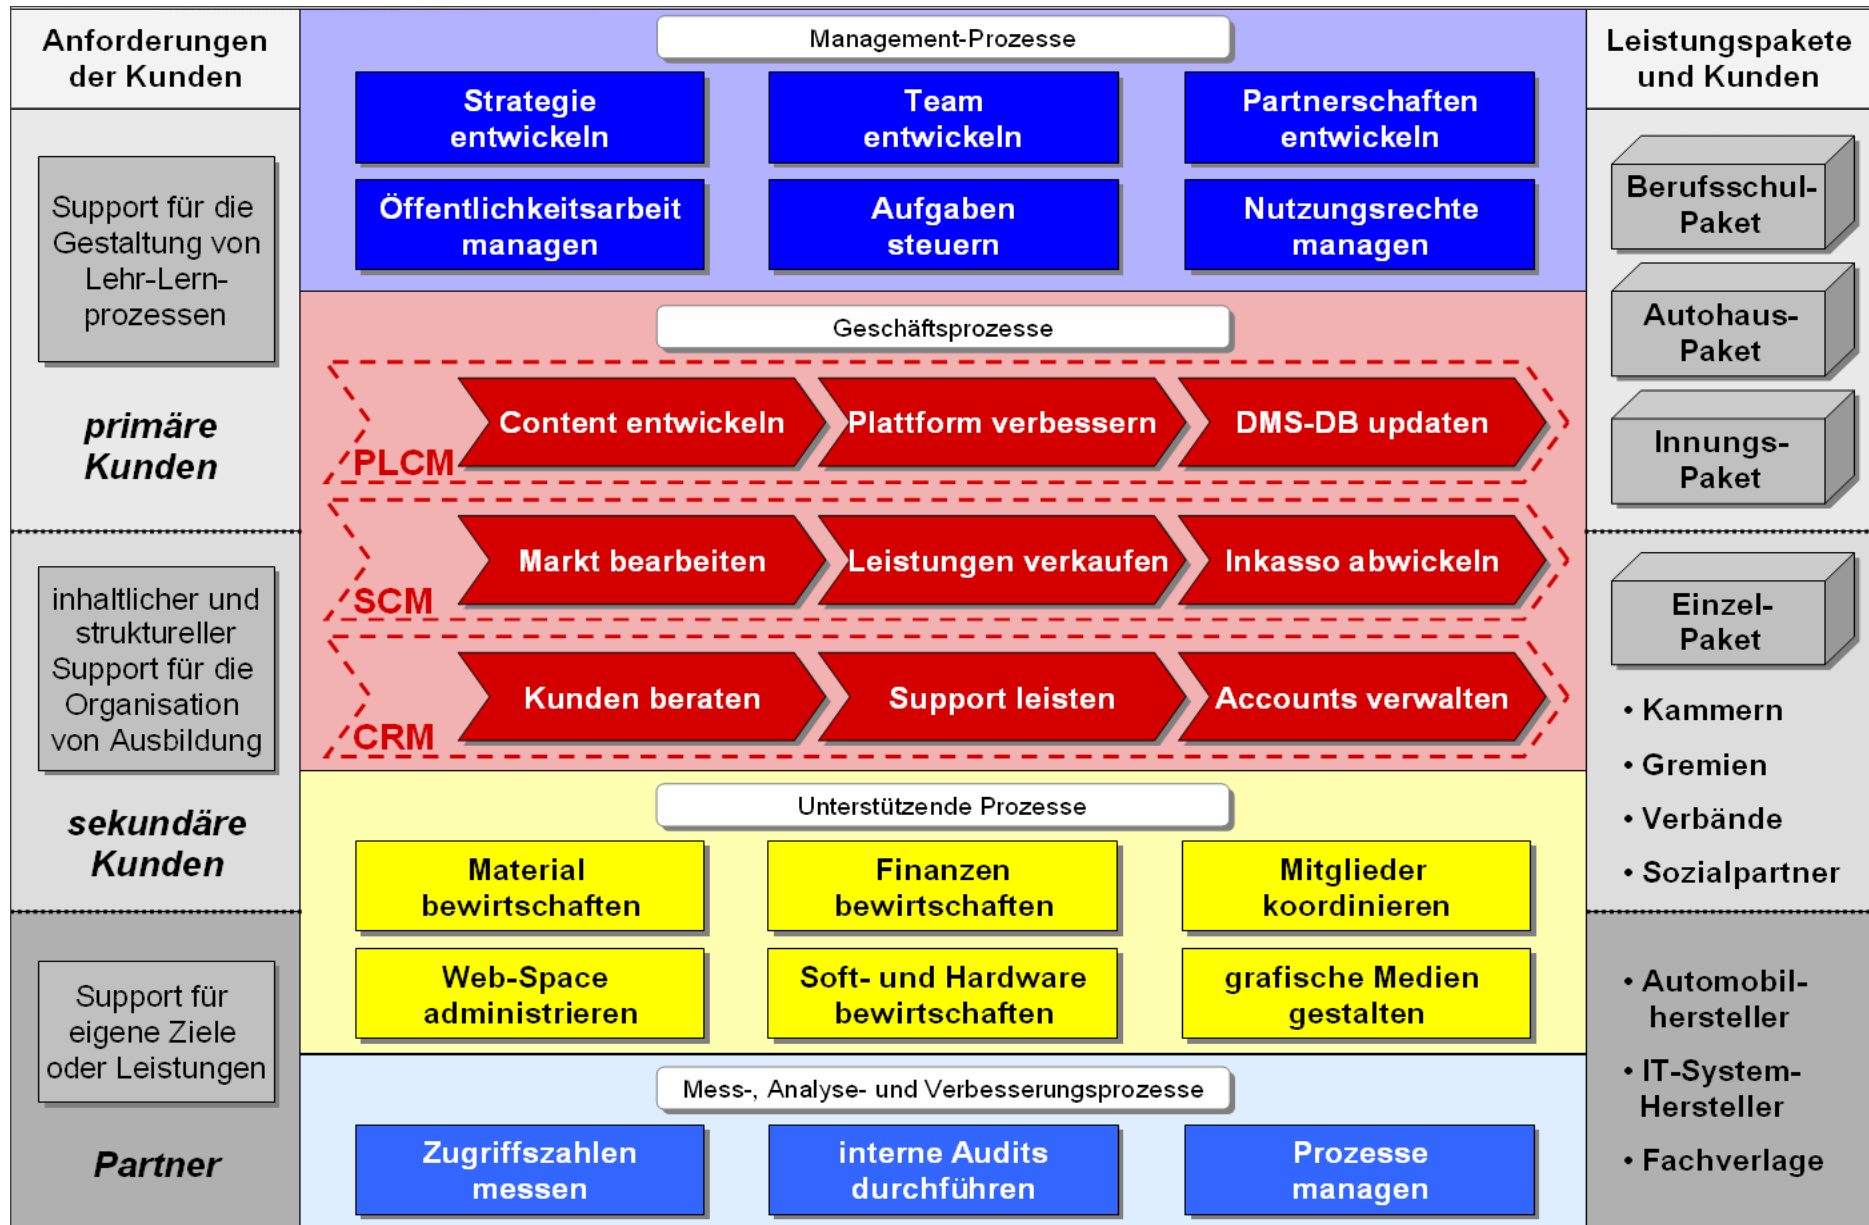 Anforderungen
der Kunden
Support für die
Gestaltung von
Lehr-Lern-
prozessen
primäre
Kunden
inhaltlicher und
struktureller
Support für die
Organisation
von Ausbildung
sekundäre
Kunden
Support für
eigene Ziele
oder Leistungen
Partner
Management-Prozesse
Strategie
entwickeln
Team
entwickeln
Partnerschaften
entwickeln
Öffentlichkeitsarbeit
managen
Aufgaben
steuern
Nutzungsrechte
managen
Geschäftsprozesse
PLCM
Content entwickeln
Plattform verbessern
DMS-DB updaten
SCM
Markt bearbeiten
Leistungen verkaufen
Inkasso abwickeln
CRM
Kunden beraten
Support leisten
Accounts verwalten
Unterstützende Prozesse
Material
bewirtschaften
Finanzen
bewirtschaften
Mitglieder
koordinieren
Web-Space
administrieren
Soft- und Hardware
bewirtschaften
grafische Medien
gestalten
Mess-, Analyse- und Verbesserungsprozesse
Zugriffszahlen
messen
interne Audits
durchführen
Prozesse
managen
Leistungspakete
und Kunden
Berufsschul-
Paket
Autohaus-
Paket
Innungs-
Paket
Einzel-
Paket
• Kammern
• Gremien
• Verbände
• Sozialpartner
• Automobil-
hersteller
• IT-System-
Hersteller
• Fachverlage